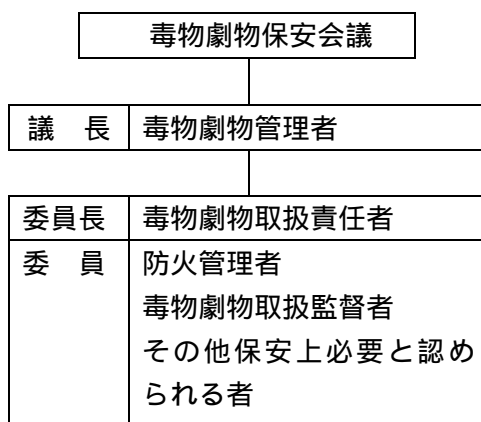 毒物劇物保安会議
議　長　毒物劇物管理者
委員長　毒物劇物取扱責任者
委　員　防火管理者
毒物劇物取扱監督者
その他保安上必要と認め
られる者